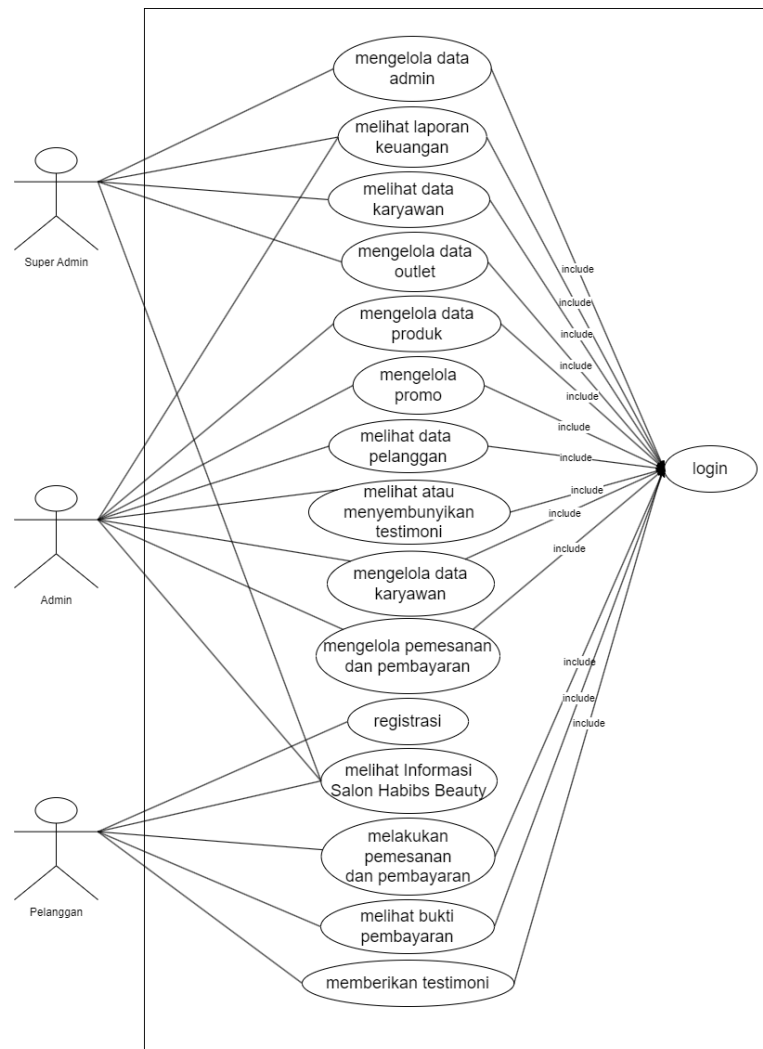 mengelola data
admin
melihat laporan
keuangan
melihat data
karyawan
Super Admin
mengelola data
outlet
include
include
mengelola data
produk
include
include
mengelola
promo
include
melihat data
pelanggan
include
login
melihat atau
menyembunyikan
testimoni
include
include
include
mengelola data
karyawan
Admin
mengelola pemesanan
dan pembayaran
include
include
include
registrasi
melihat Informasi
Salon Habibs Beauty
melakukan
pemesanan
dan pembayaran
Pelanggan
melihat bukti
pembayaran
memberikan testimoni